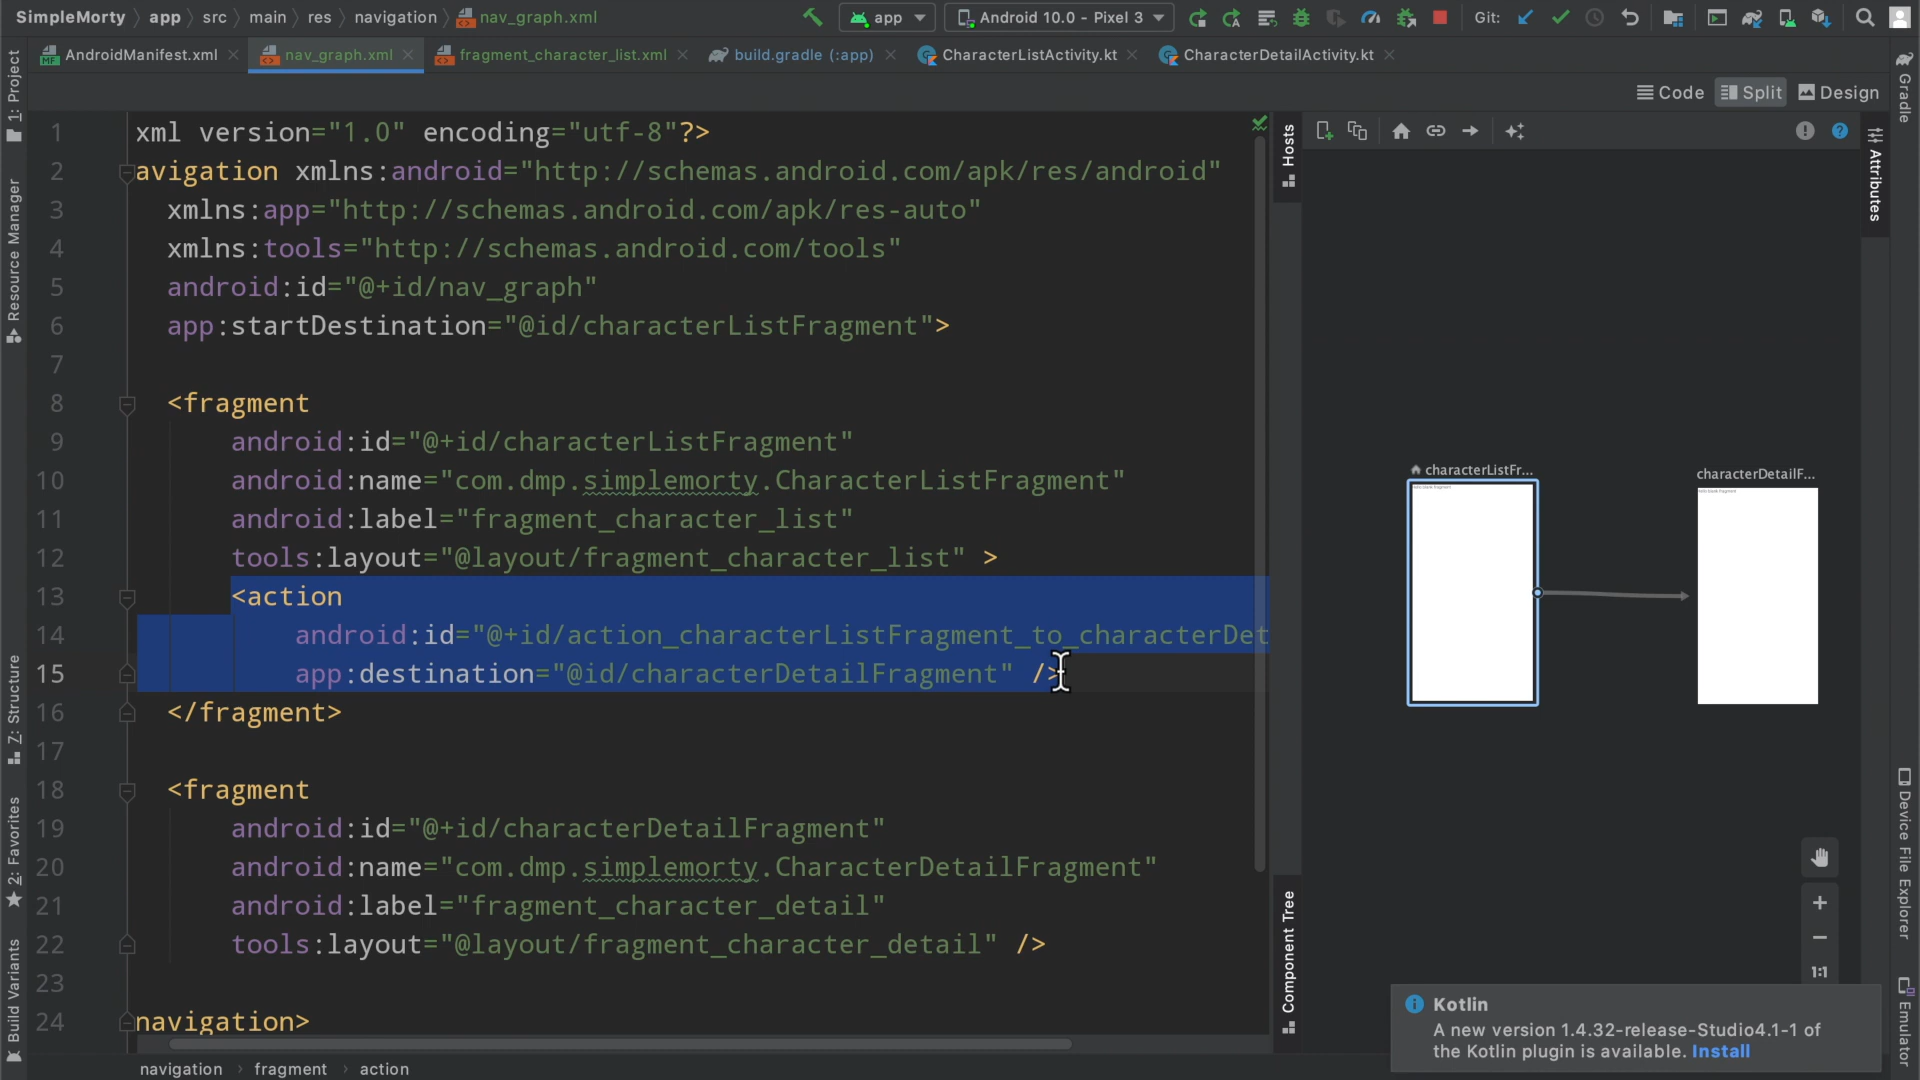 SimpleMorty app src main res navigation nav_graph.xml app Android 10.0 - Pixel 3 Git:
AndroidManifest.xml nav_graph.xml fragment_character_list.xml build.gradle (:app) CharacterListActivity.kt CharacterDetailActivity.kt
Code Split Design
1 xml version="1.0" encoding="utf-8"?>
2 avigation xmlns:android="http://schemas.android.com/apk/res/android"
3 xmlns:app="http://schemas.android.com/apk/res-auto"
4 xmlns:tools="http://schemas.android.com/tools"
5 android:id="@+id/nav_graph"
6 app:startDestination="@id/characterListFragment">
7
8 <fragment
9 android:id="@+id/characterListFragment"
10 android:name="com.dmp.simplemorty.CharacterListFragment"
11 android:label="fragment_character_list"
12 tools:layout="@layout/fragment_character_list" >
13 <action
14 android:id="@+id/action_characterListFragment_to_characterDet
15 app:destination="@id/characterDetailFragment" />
16 </fragment>
17
18 <fragment
19 android:id="@+id/characterDetailFragment"
20 android:name="com.dmp.simplemorty.CharacterDetailFragment"
21 android:label="fragment_character_detail"
22 tools:layout="@layout/fragment_character_detail" />
23
24 navigation>
navigation fragment action
1: Project
Resource Manager
Z: Structure
2: Favorites
Build Variants
Hosts
Component Tree
characterListFr...
characterDetailF...
1:1
Kotlin
A new version 1.4.32-release-Studio4.1-1 of
the Kotlin plugin is available. Install
Attributes
Gradle
Device File Explorer
Emulator